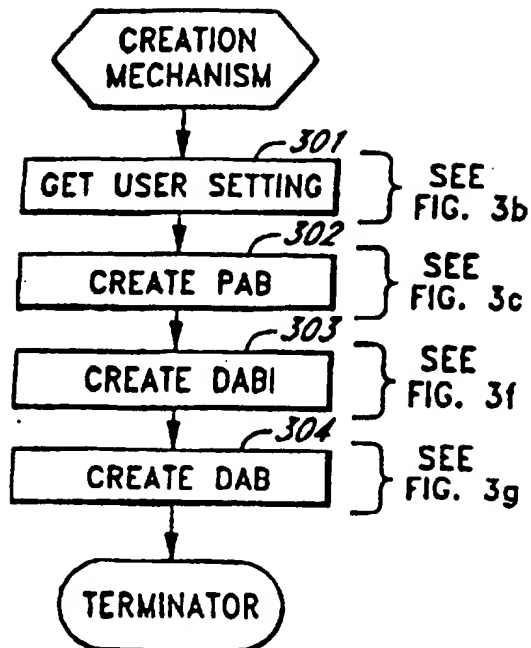 CREATION
MECHANISM
301
GET USER SETTING
SEE
FIG. 3b
302
CREATE PAB
SEE
FIG. 3c
303
CREATE DABI
SEE
FIG. 3f
304
CREATE DAB
SEE
FIG. 3g
TERMINATOR